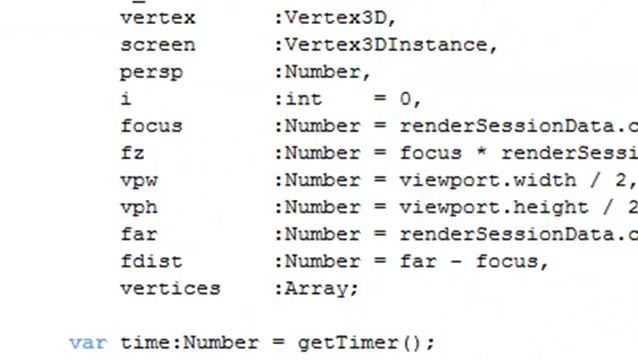 vertex :Vertex3D,
screen :Vertex3DInstance,
persp :Number,
i :int = 0,
focus :Number = renderSessionData.c
fz :Number = focus * renderSessi
vpw :Number = viewport.width / 2,
vph :Number = viewport.height / 2
far :Number = renderSessionData.c
fdist :Number = far - focus,
vertices :Array;
var time:Number = getTimer();